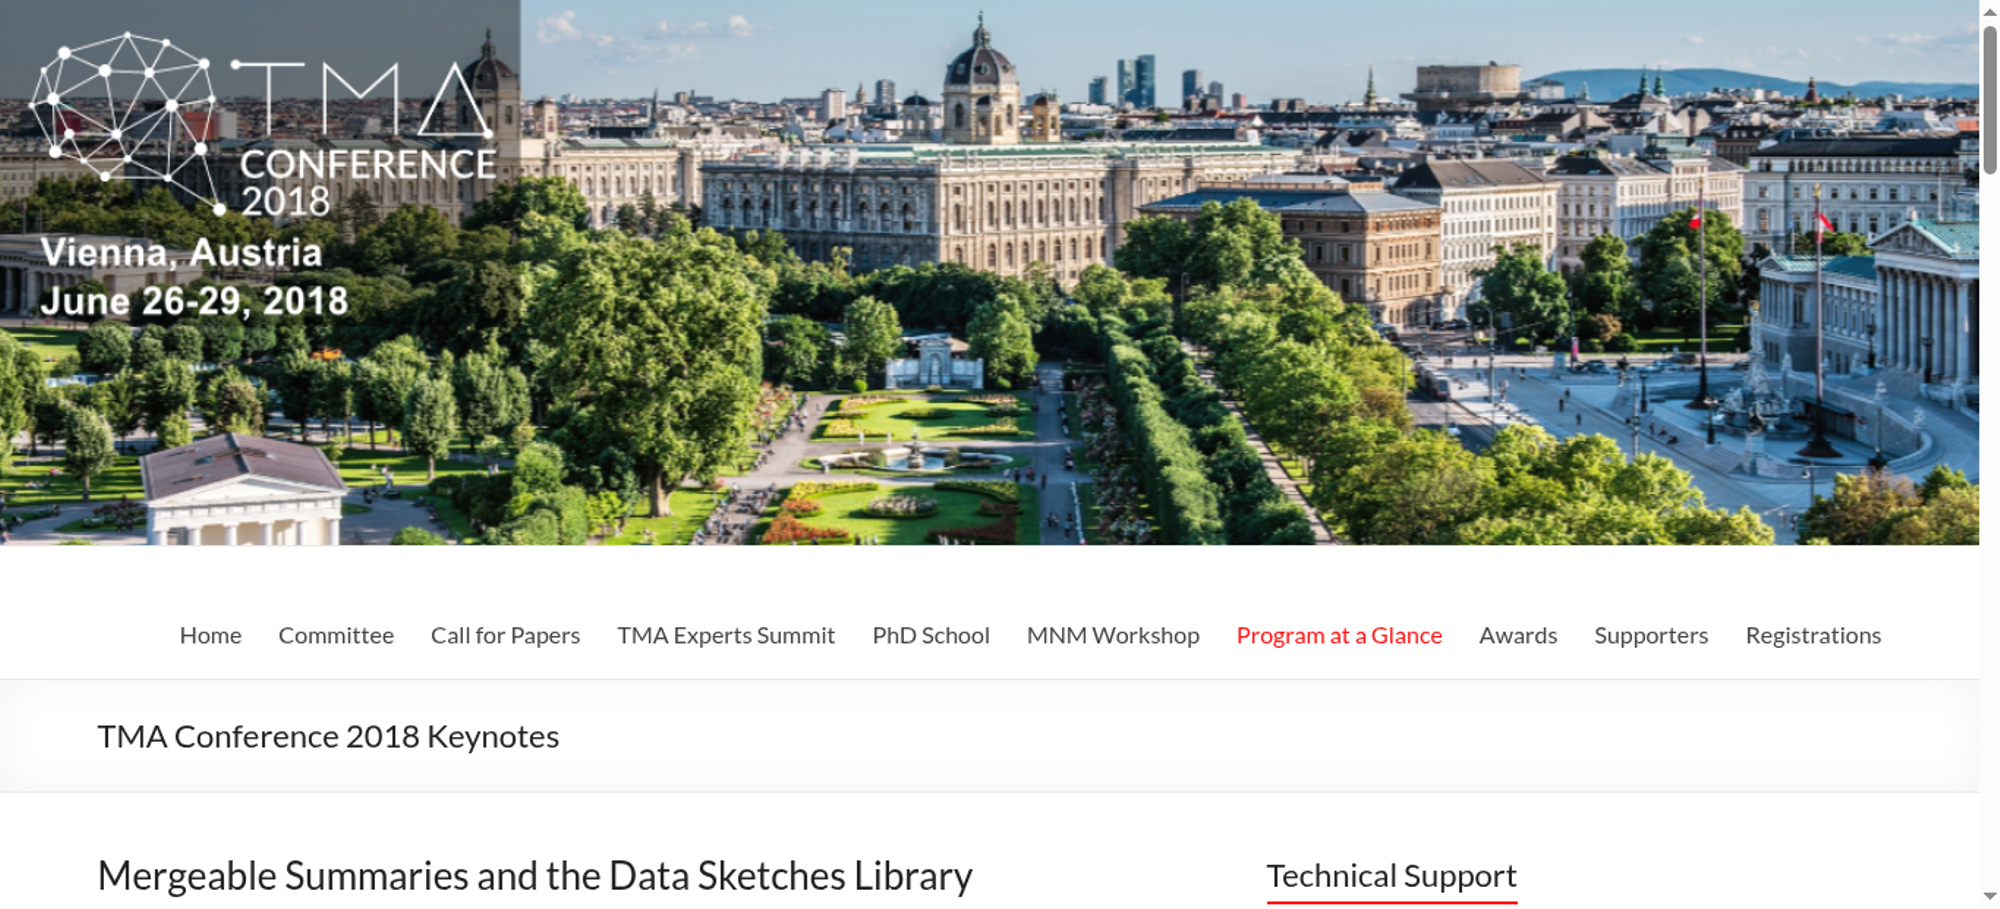 TMA
CONFERENCE
2018
Vienna, Austria
June 26-29, 2018
Home Committee Call for Papers TMA Experts Summit PhD School MNM Workshop Program at a Glance Awards Supporters Registrations
TMA Conference 2018 Keynotes
Mergeable Summaries and the Data Sketches Library
Technical Support